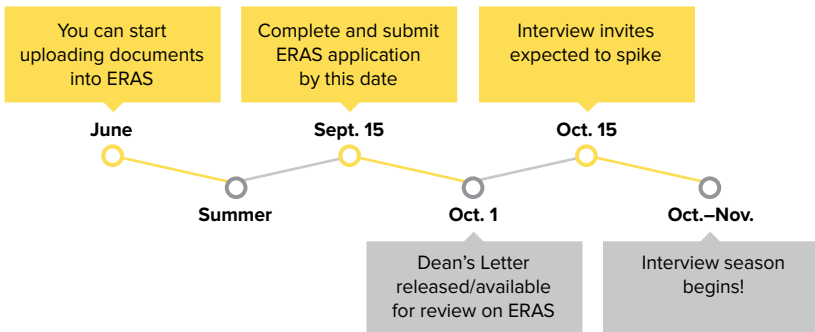 You can start
uploading documents
into ERAS
Complete and submit
ERAS application
by this date
Interview invites
expected to spike
June
Sept. 15
Oct. 15
Summer
Oct. 1
Oct.–Nov.
Dean’s Letter
released/available
for review on ERAS
Interview season
begins!